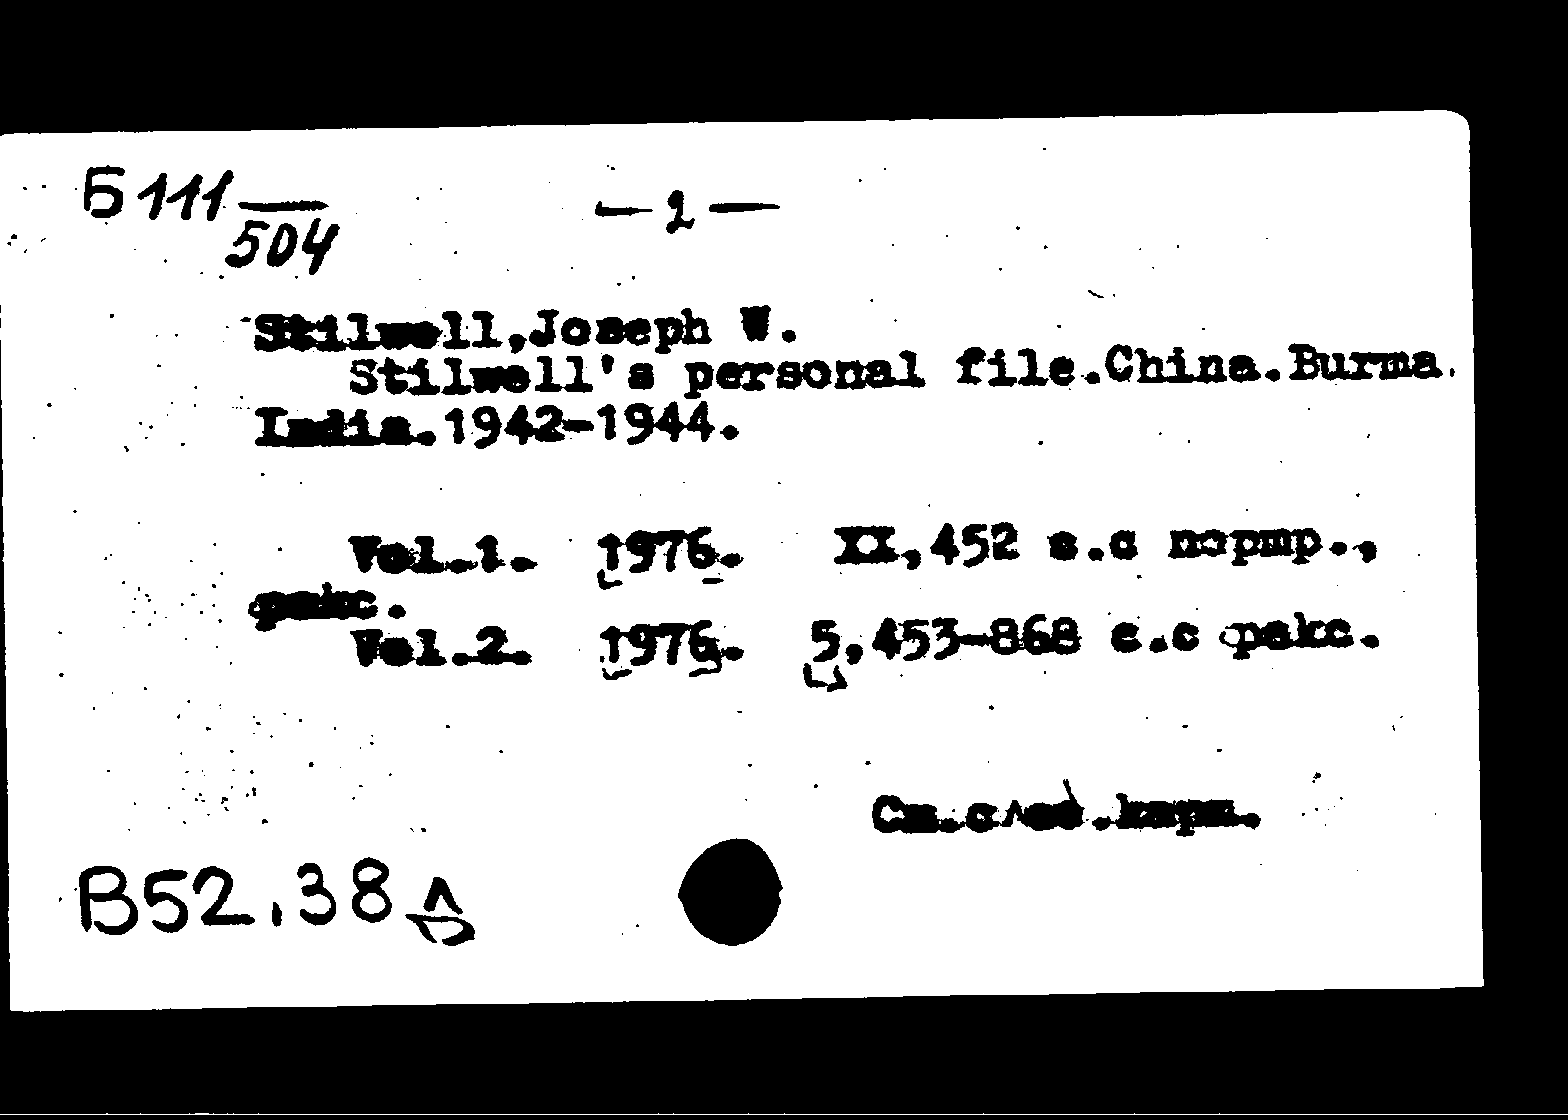 Б 111
504
— 2 —
Stilwell,Joseph W.
Stilwell's personal file.China.Burma.
India.1942-1944.
Vol.1. 1976. XX,452 с.с портр.,
факс.
Vol.2. 1976. 5,453-868 с.с факс.
См.след.карт.
B52.38